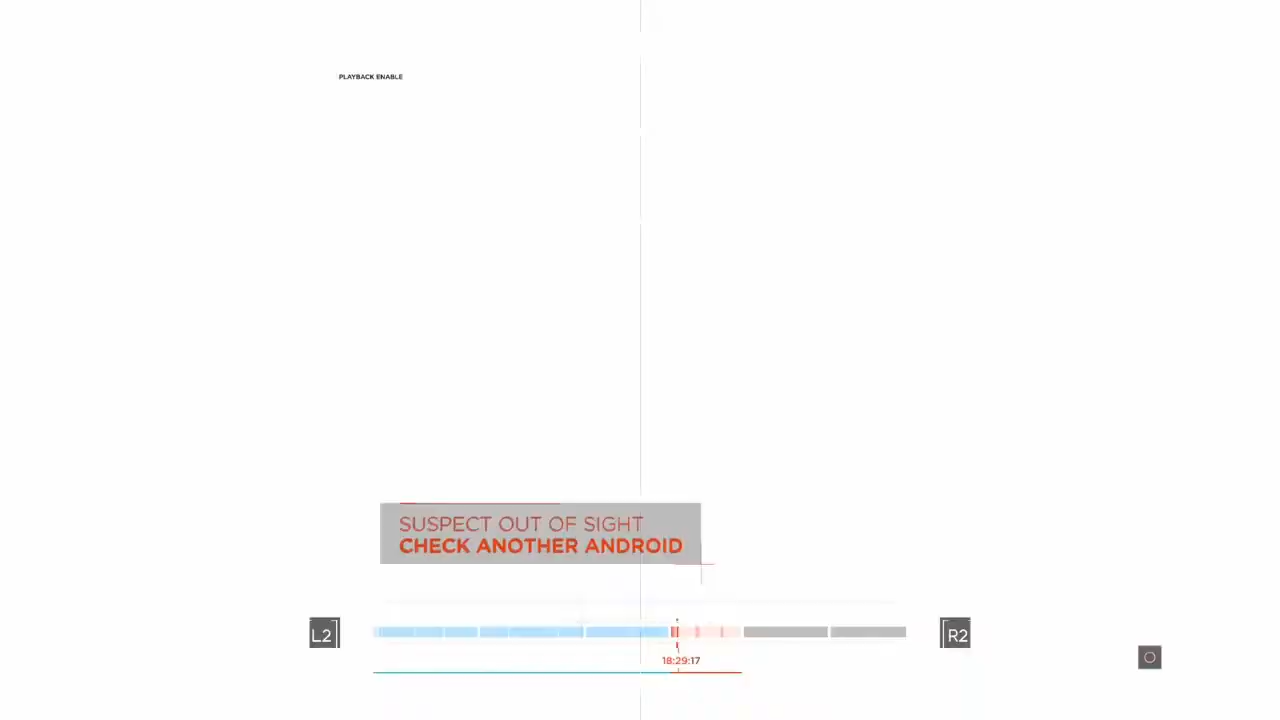 PLAYBACK ENABLE
SUSPECT OUT OF SIGHT
CHECK ANOTHER ANDROID
L2
R2
18:29:17